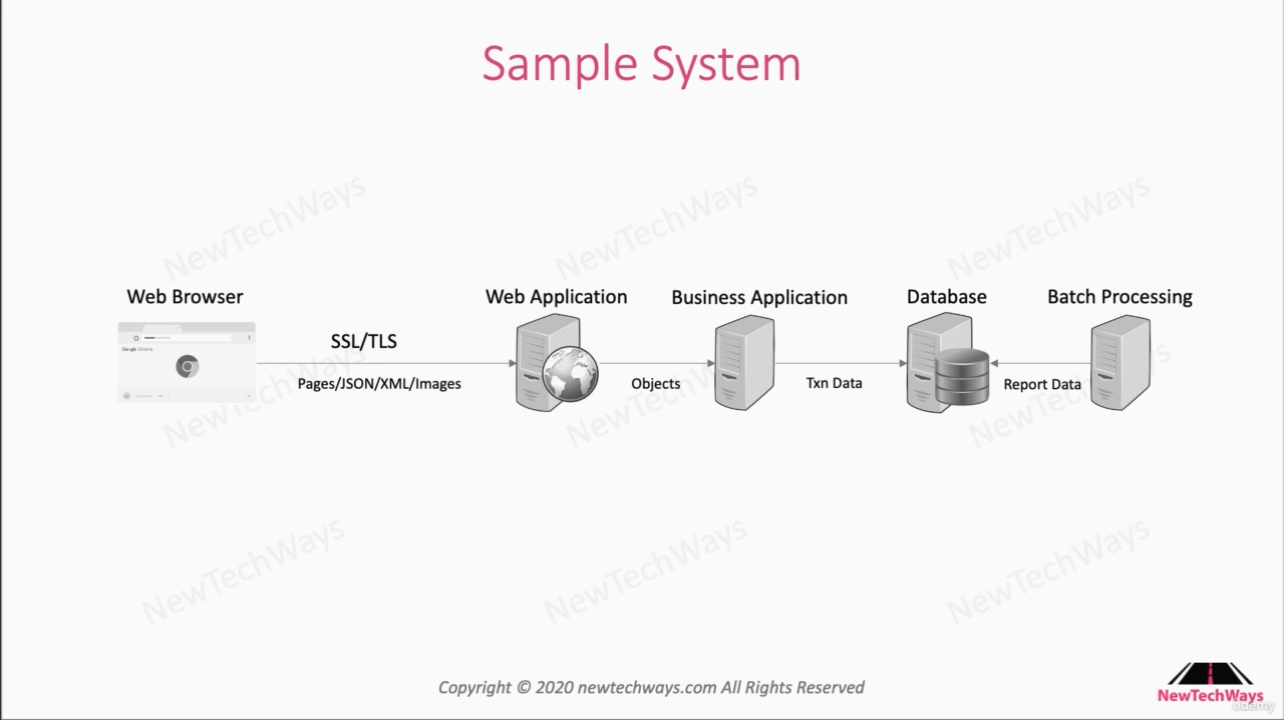 Sample System
NewTechWays NewTechWays NewTechWays
Web Browser Web Application Business Application Database Batch Processing
SSL/TLS
Google Chrome
Pages/JSON/XML/Images Objects Txn Data Report Data
NewTechWays NewTechWays NewTechWays
NewTechWays NewTechWays NewTechWays
Copyright © 2020 newtechways.com All Rights Reserved
NewTechWays
udemy